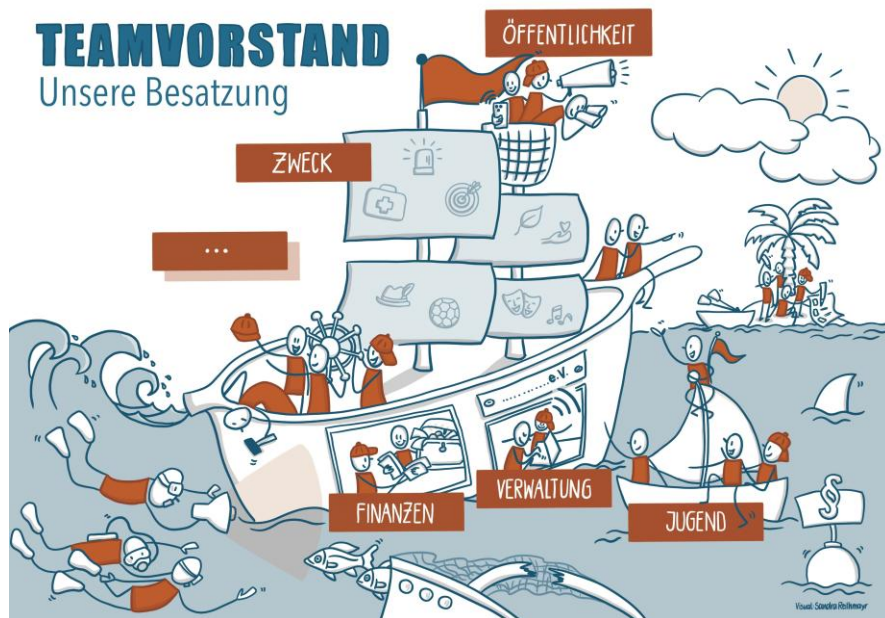 TEAMVORSTAND
Unsere Besatzung
ÖFFENTLICHKEIT
ZWECK
...
..........e.V.
FINANZEN
VERWALTUNG
JUGEND
§
Visual: Sandra Reithmayr